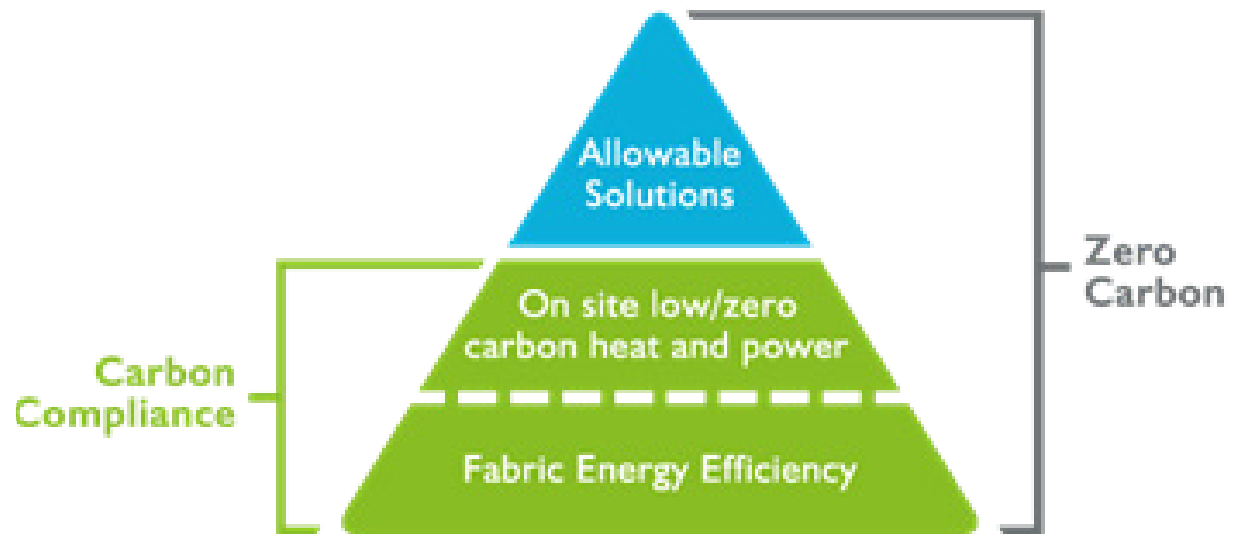 Allowable
Solutions
On site low/zero
carbon heat and power
Fabric Energy Efficiency
Carbon
Compliance
Zero
Carbon